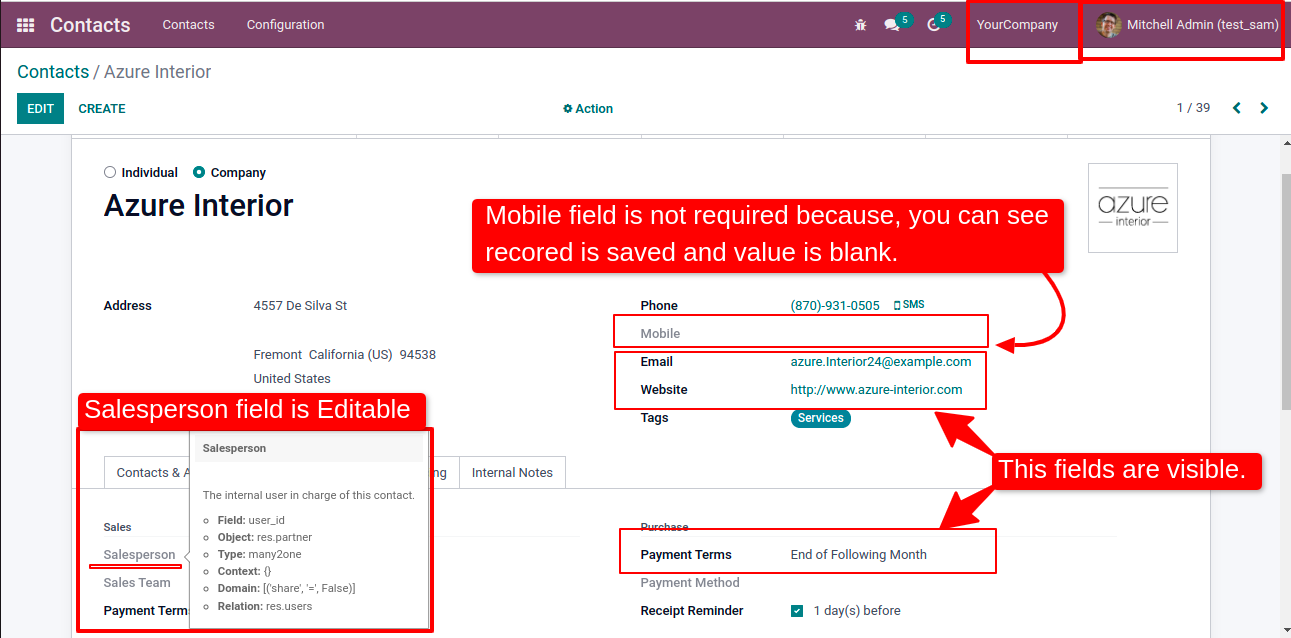 Contacts Contacts Configuration 5 5 YourCompany Mitchell Admin (test_sam)
Contacts / Azure Interior
EDIT CREATE Action 1 / 39
Individual Company
Azure Interior
azure
interior
Mobile field is not required because, you can see
recored is saved and value is blank.
Address 4557 De Silva St
Fremont California (US) 94538
United States
Phone (870)-931-0505 SMS
Mobile
Email azure.Interior24@example.com
Website http://www.azure-interior.com
Tags Services
Salesperson field is Editable
This fields are visible.
Contacts & A ng Internal Notes
Salesperson
The internal user in charge of this contact.
Field: user_id
Object: res.partner
Type: many2one
Context: {}
Domain: [('share', '=', False)]
Relation: res.users
Sales
Salesperson
Sales Team
Payment Terms
Purchase
Payment Terms End of Following Month
Payment Method
Receipt Reminder 1 day(s) before